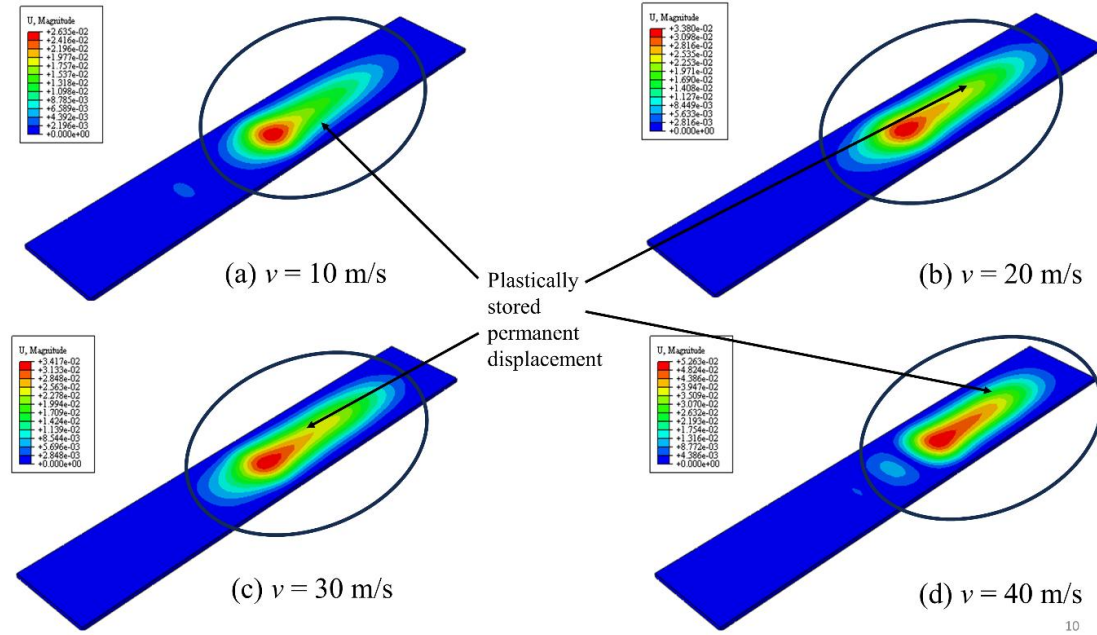 U, Magnitude
+2.635e-02
+2.416e-02
+2.196e-02
+1.977e-02
+1.757e-02
+1.537e-02
+1.318e-02
+1.098e-02
+8.785e-03
+6.589e-03
+4.392e-03
+2.196e-03
+0.000e+00
(a) v = 10 m/s
U, Magnitude
+3.380e-02
+3.098e-02
+2.816e-02
+2.535e-02
+2.253e-02
+1.971e-02
+1.690e-02
+1.408e-02
+1.127e-02
+8.449e-03
+5.633e-03
+2.816e-03
+0.000e+00
(b) v = 20 m/s
Plastically
stored
permanent
displacement
U, Magnitude
+3.417e-02
+3.133e-02
+2.848e-02
+2.563e-02
+2.278e-02
+1.994e-02
+1.709e-02
+1.424e-02
+1.139e-02
+8.544e-03
+5.696e-03
+2.848e-03
+0.000e+00
(c) v = 30 m/s
U, Magnitude
+5.263e-02
+4.824e-02
+4.386e-02
+3.947e-02
+3.509e-02
+3.070e-02
+2.632e-02
+2.193e-02
+1.754e-02
+1.316e-02
+8.772e-03
+4.386e-03
+0.000e+00
(d) v = 40 m/s
10